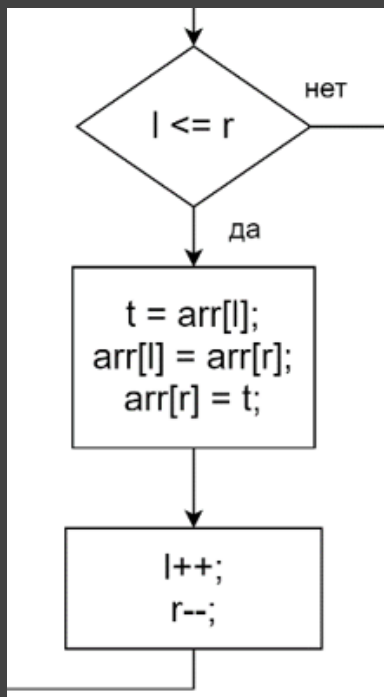 l <= r
нет
да
t = arr[l];
arr[l] = arr[r];
arr[r] = t;
l++;
r--;